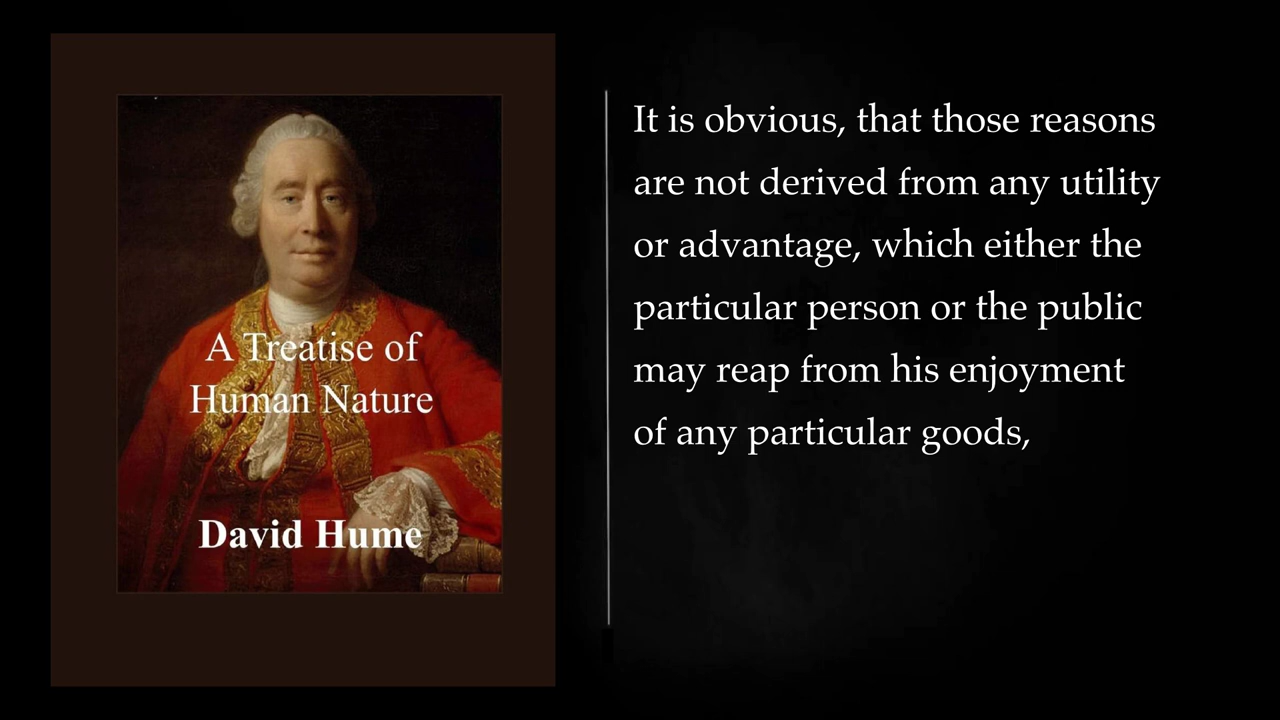 A Treatise of
Human Nature
David Hume
It is obvious, that those reasons
are not derived from any utility
or advantage, which either the
particular person or the public
may reap from his enjoyment
of any particular goods,